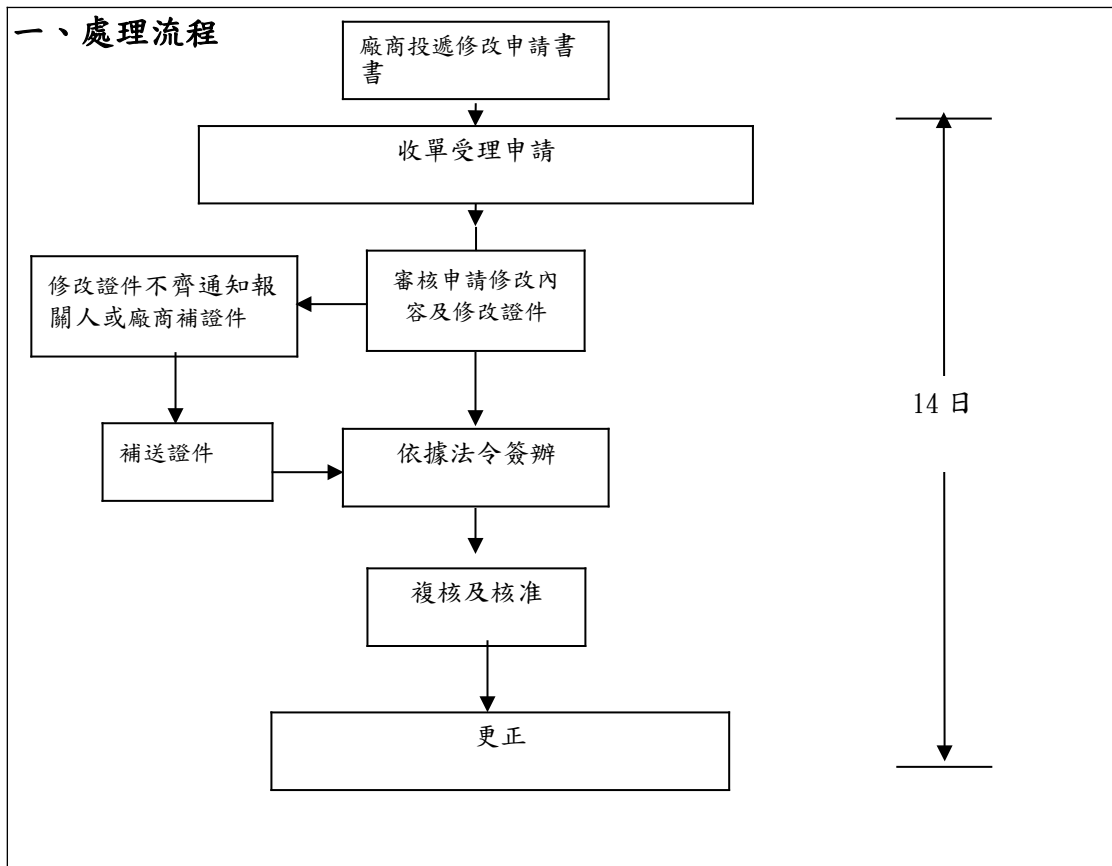 一、處理流程
廠商投遞修改申請書
書
收單受理申請
審核申請修改內
容及修改證件
修改證件不齊通知報
關人或廠商補證件
14 日
補送證件
依據法令簽辦
複核及核准
更正